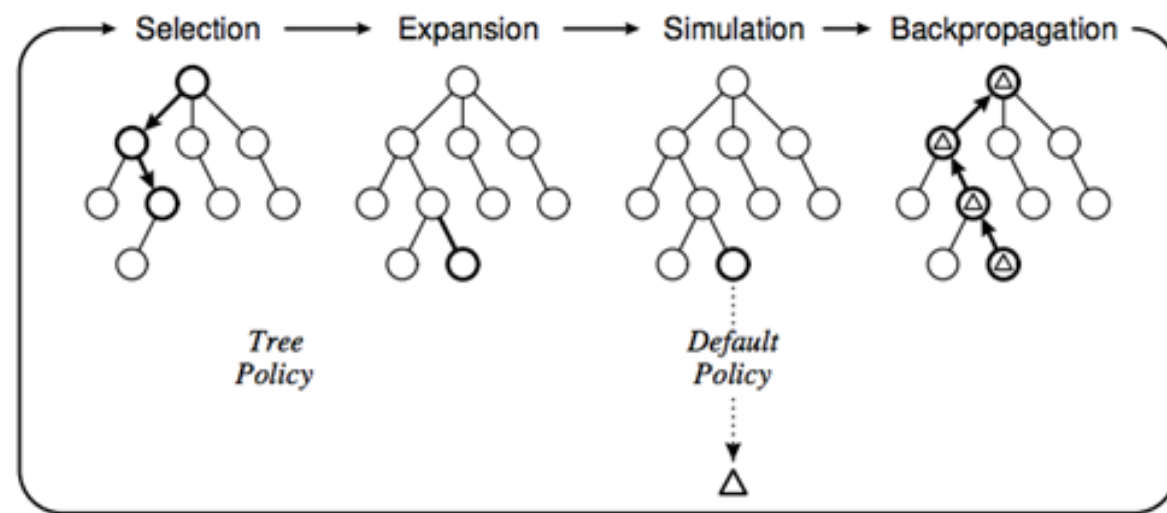 Selection
Expansion
Simulation
Backpropagation
Tree
Policy
Default
Policy